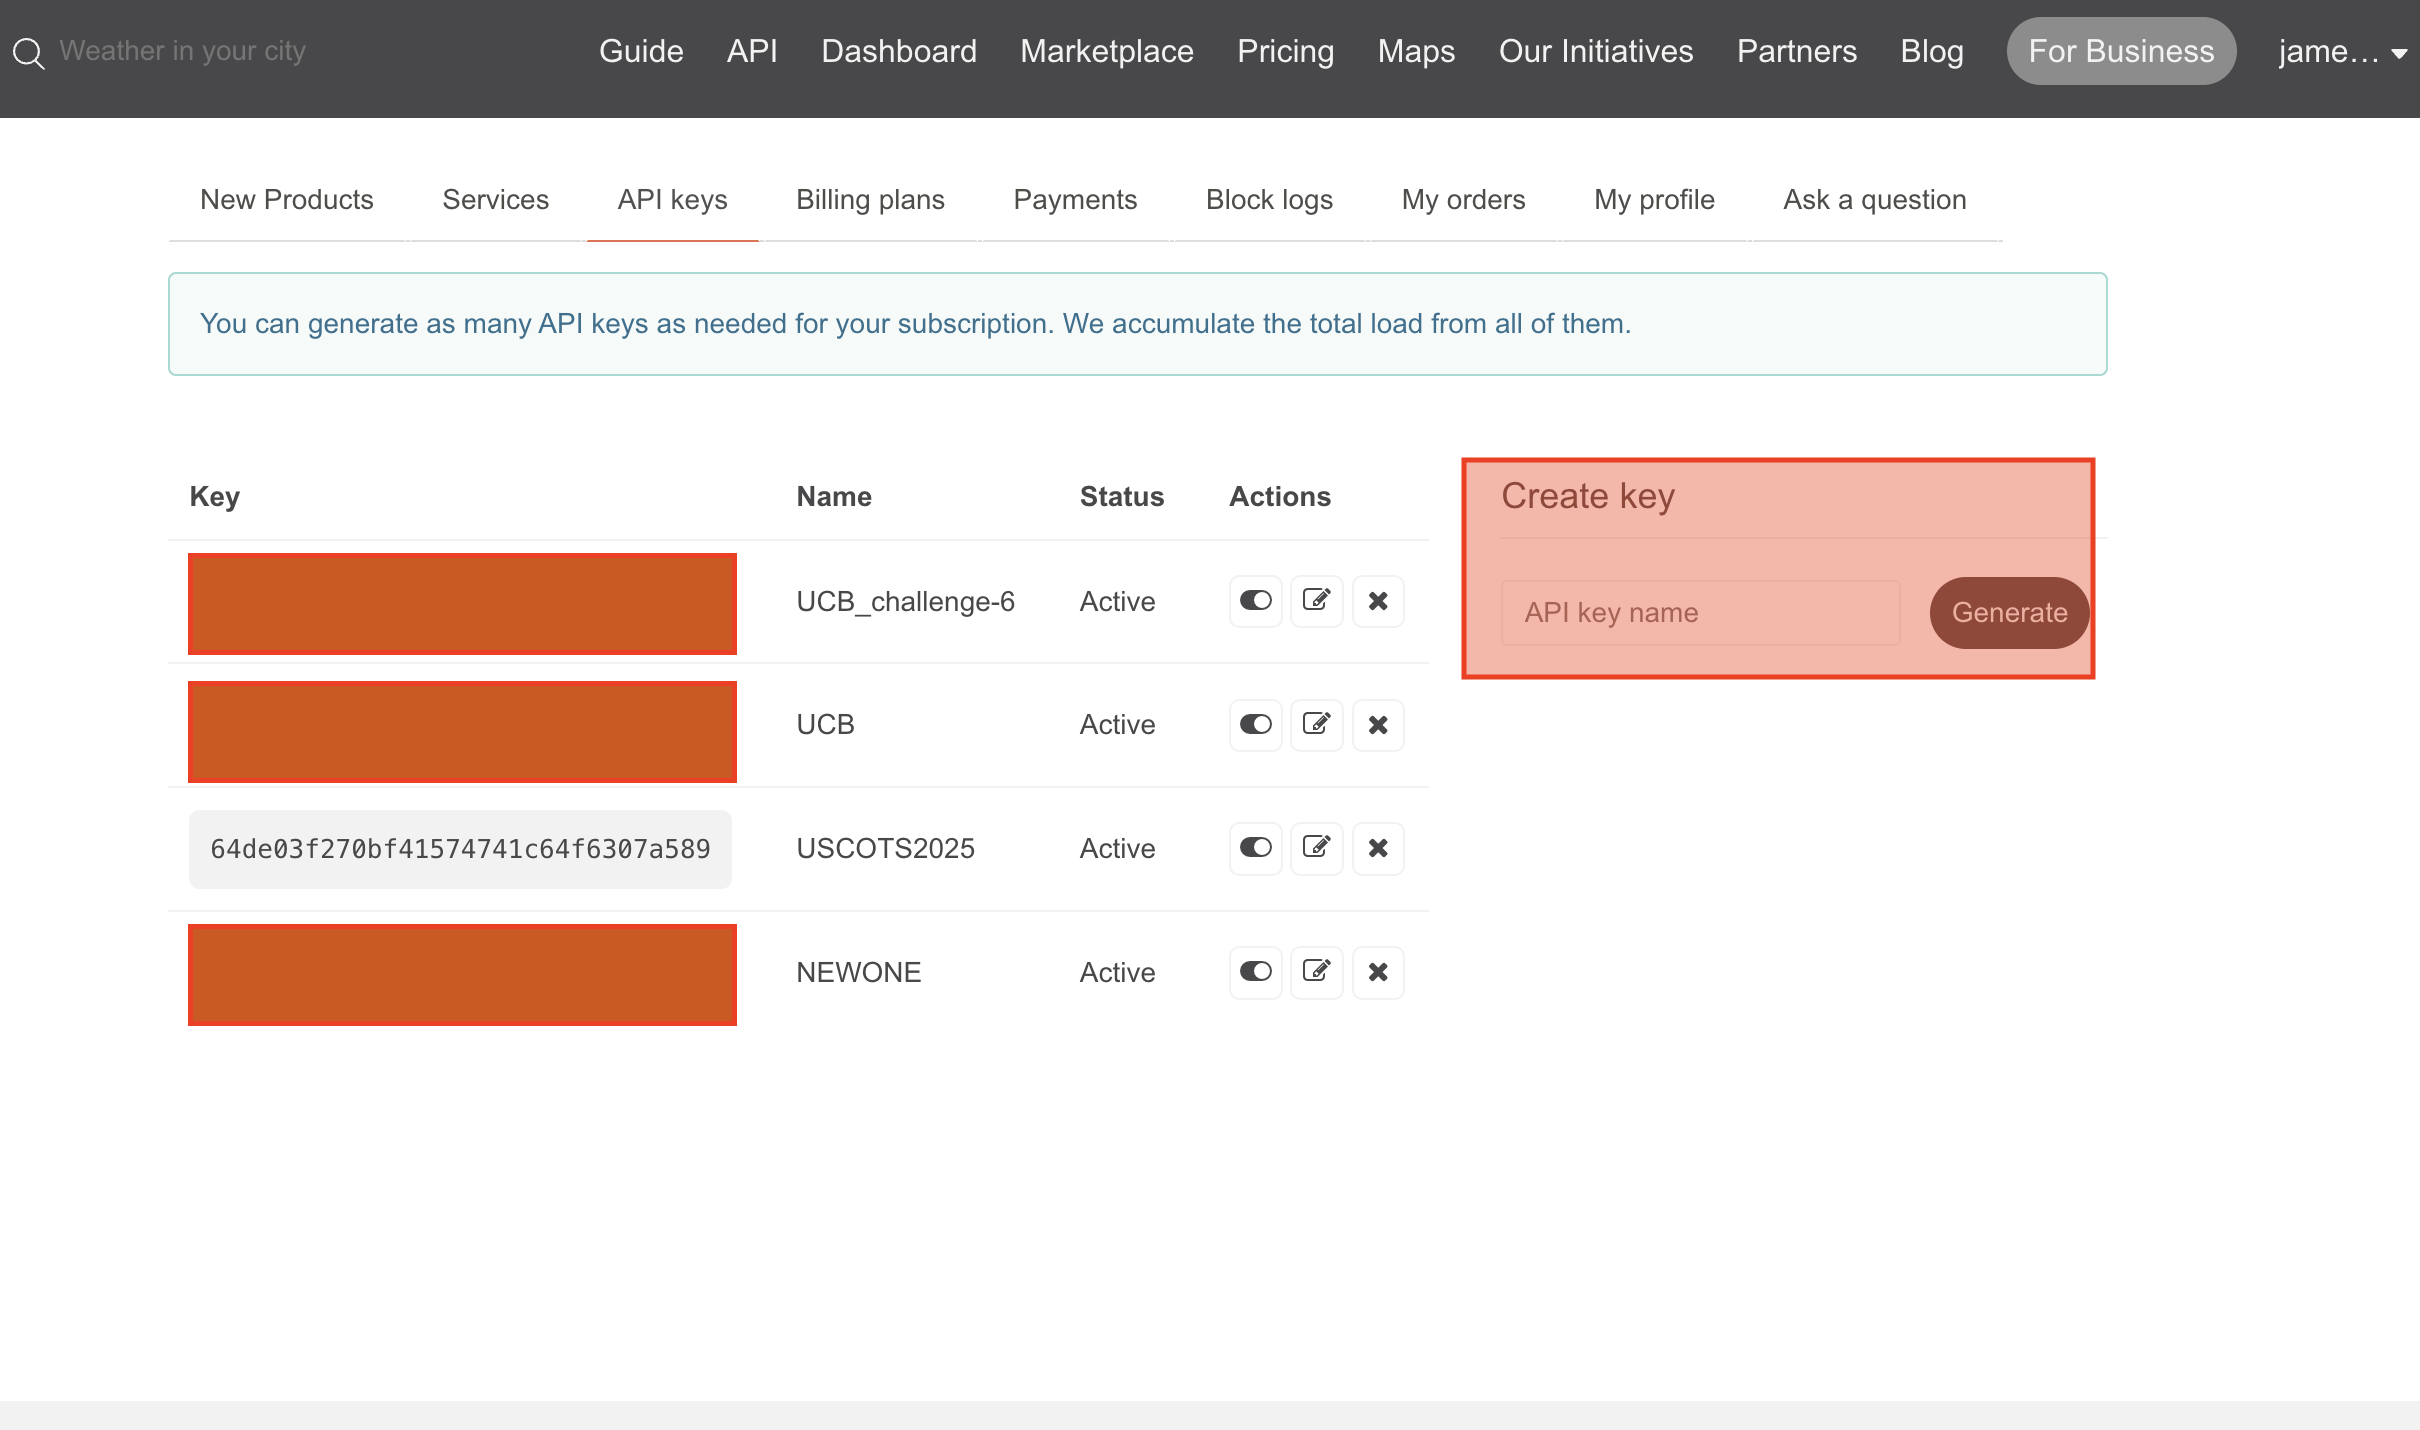 Weather in your city
Guide API Dashboard Marketplace Pricing Maps Our Initiatives Partners Blog For Business jame...
New Products Services API keys Billing plans Payments Block logs My orders My profile Ask a question
You can generate as many API keys as needed for your subscription. We accumulate the total load from all of them.
Key Name Status Actions
UCB_challenge-6 Active
UCB Active
64de03f270bf41574741c64f6307a589 USCOTS2025 Active
NEWONE Active
Create key
API key name Generate